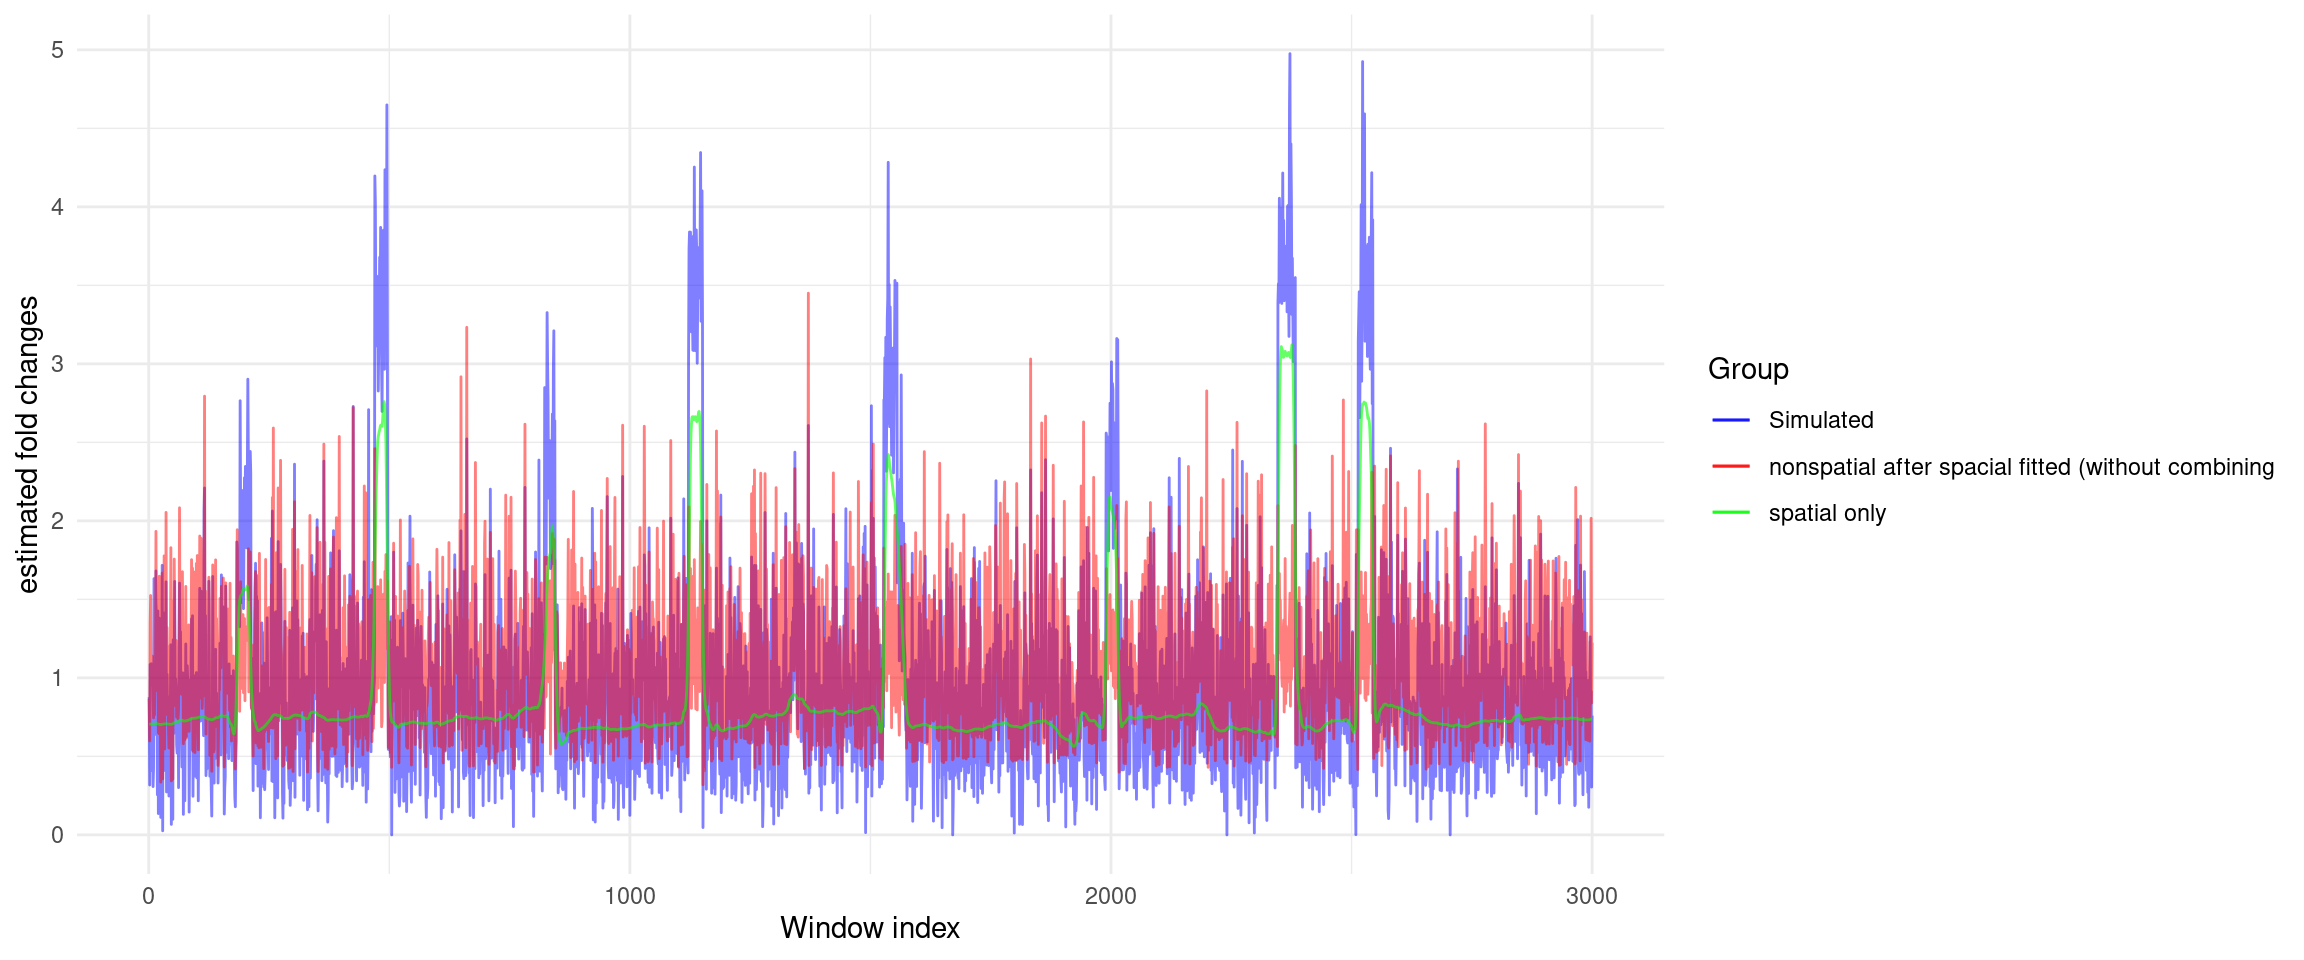 5
4
3
2
1
0
estimated fold changes
0
1000
2000
3000
Window index
Group
Simulated
nonspatial after spacial fitted (without combining
spatial only